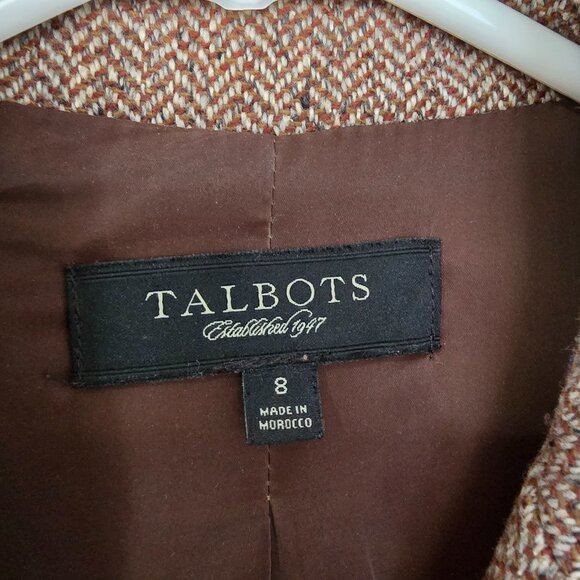 TALBOTS
Established 1947
8
MADE IN
MOROCCO